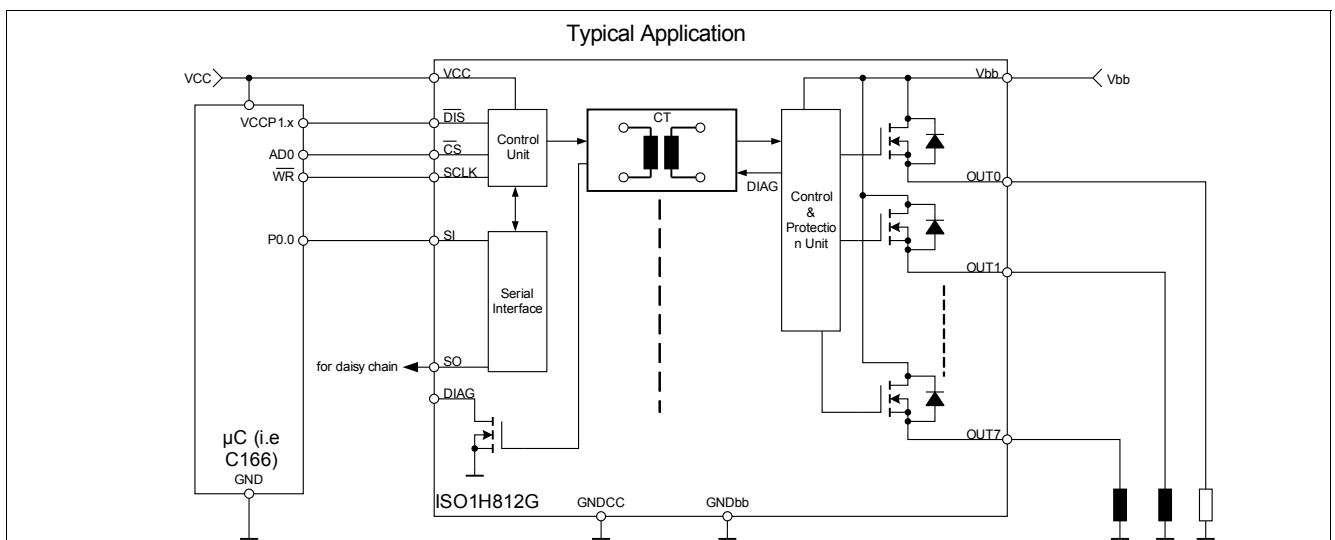 Typical Application
VCC
VCC
Vbb
Vbb
VCCP1.x
DIS
AD0
CS
WR
SCLK
Control
Unit
CT
DIAG
Control
&
Protectio
n Unit
OUT0
P0.0
SI
OUT1
Serial
Interface
for daisy chain
SO
DIAG
OUT7
µC (i.e
C166)
GND
ISO1H812G
GNDCC
GNDbb